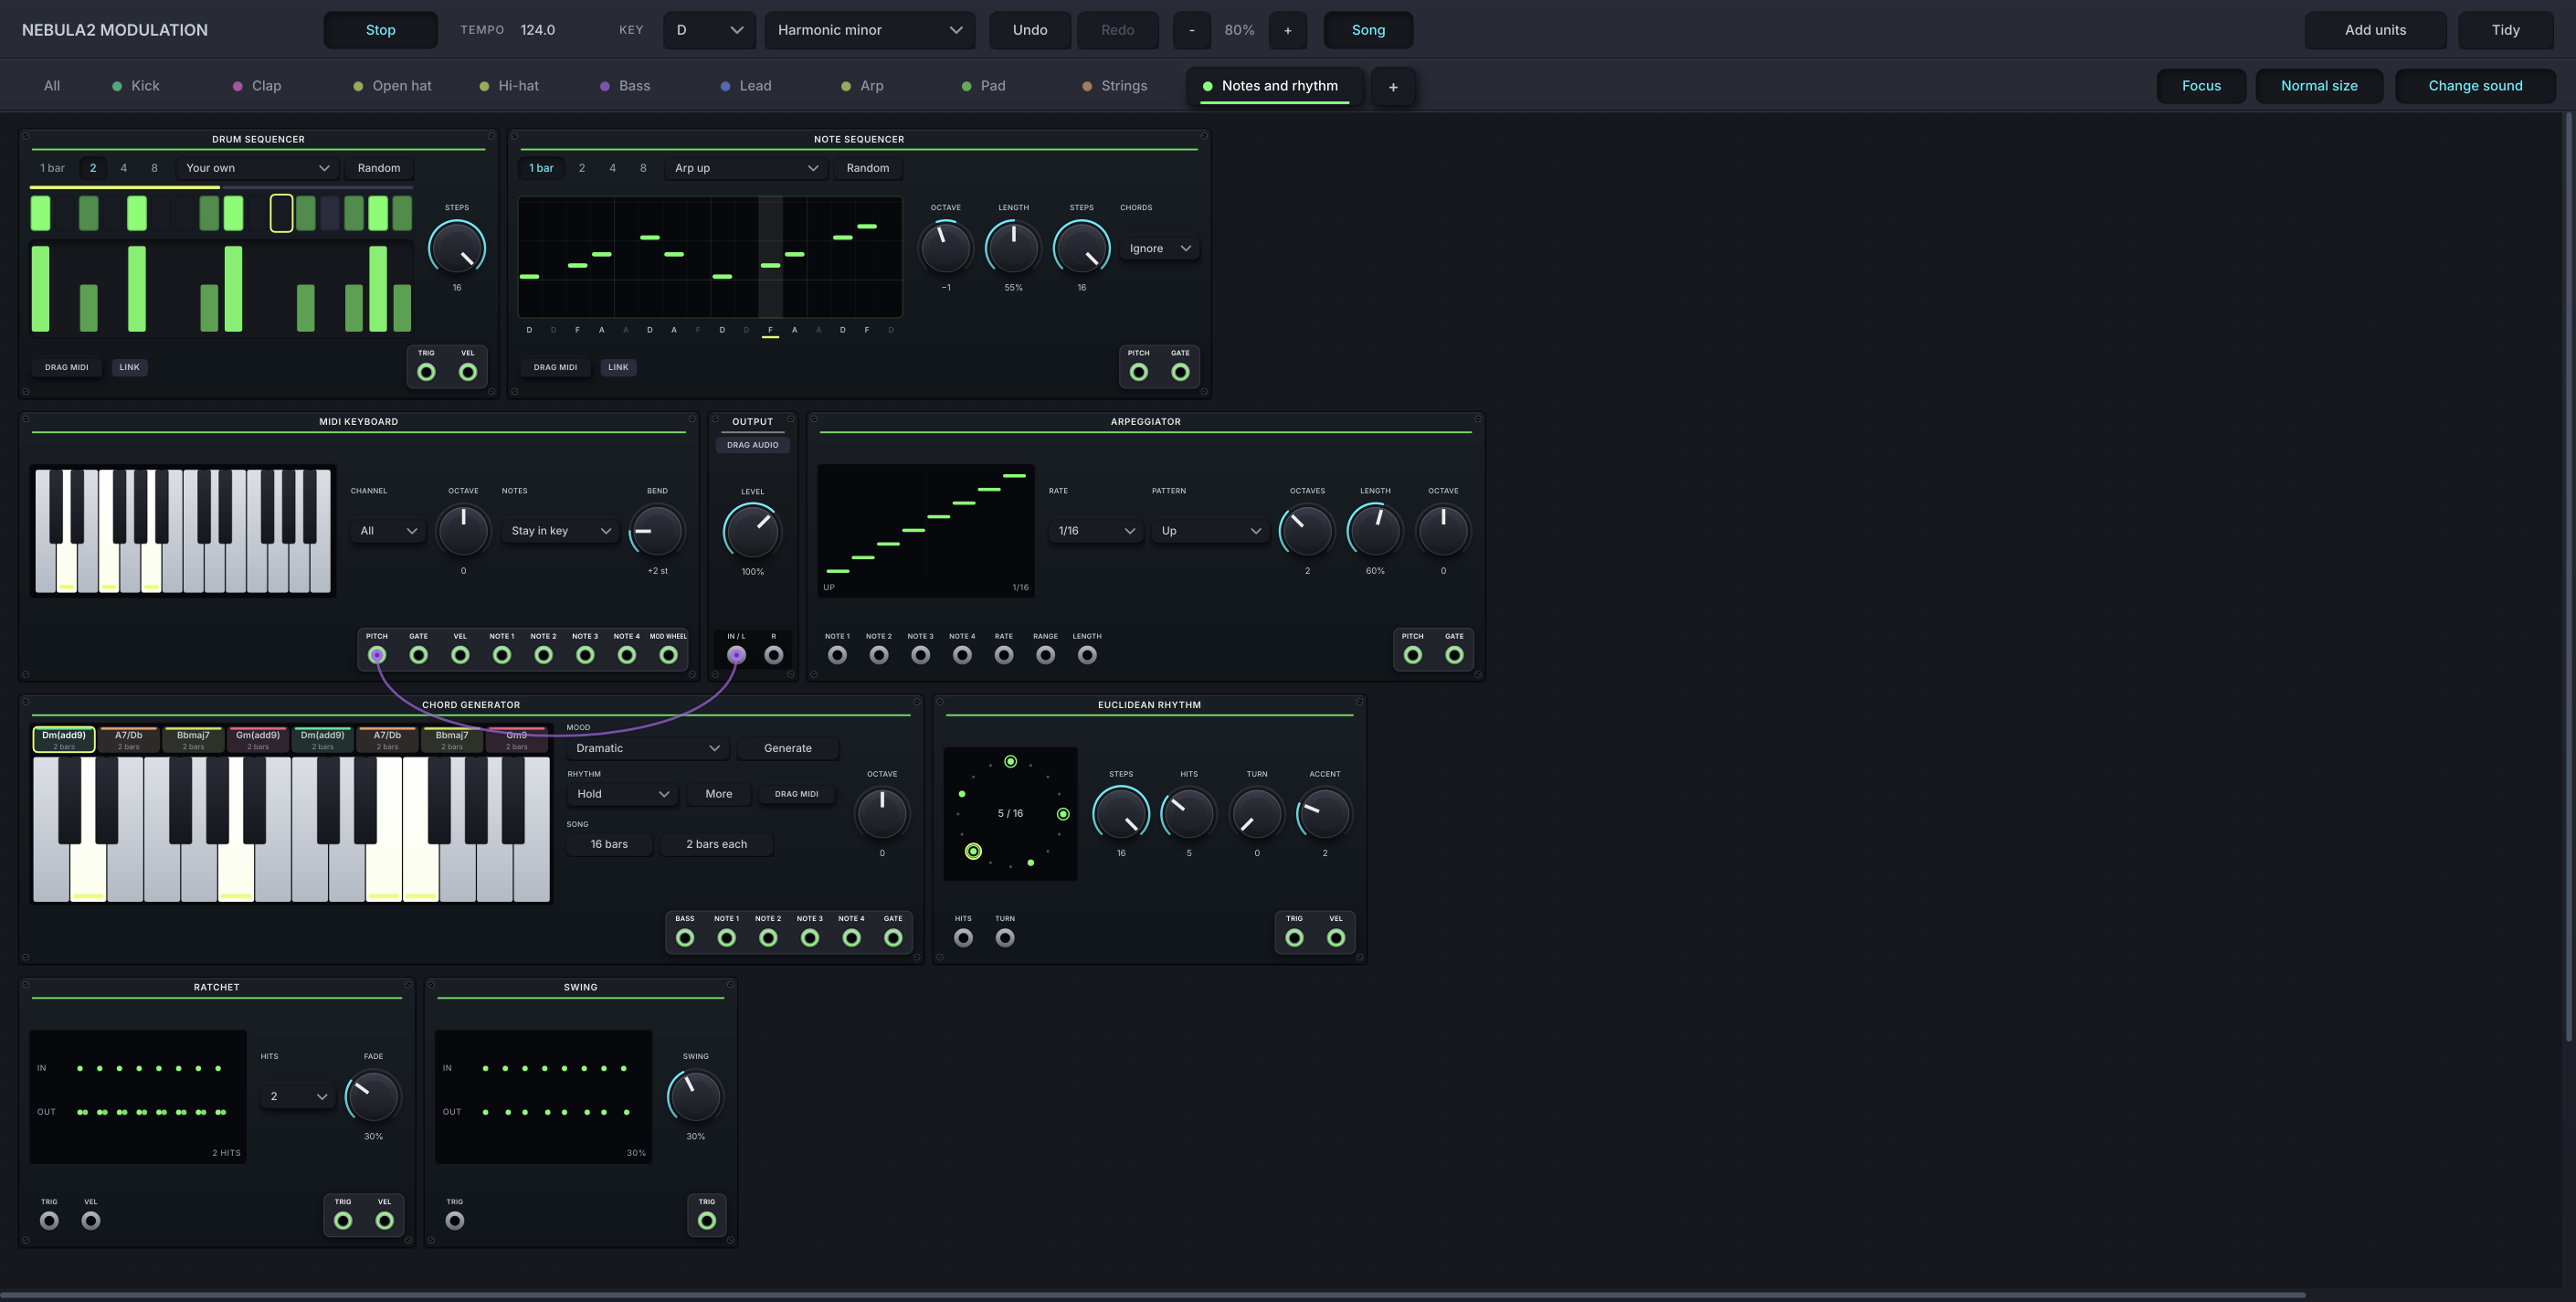 NEBULA2 MODULATION Stop TEMPO 124.0 KEY D Harmonic minor Undo Redo - 80% + Song Add units Tidy
All Kick Clap Open hat Hi-hat Bass Lead Arp Pad Strings Notes and rhythm + Focus Normal size Change sound
DRUM SEQUENCER
1 bar 2 4 8 Your own Random
STEPS
16
DRAG MIDI LINK
TRIG VEL
NOTE SEQUENCER
1 bar 2 4 8 Arp up Random
OCTAVE LENGTH STEPS CHORDS
Ignore
−1 55% 16
D D F A A D A F D D F A A D F D
DRAG MIDI LINK
PITCH GATE
MIDI KEYBOARD
CHANNEL OCTAVE NOTES BEND
All Stay in key
0 +2 st
PITCH GATE VEL NOTE 1 NOTE 2 NOTE 3 NOTE 4 MOD WHEEL
OUTPUT
DRAG AUDIO
LEVEL
100%
IN / L R
ARPEGGIATOR
RATE PATTERN OCTAVES LENGTH OCTAVE
1/16 Up
2 60% 0
UP 1/16
NOTE 1 NOTE 2 NOTE 3 NOTE 4 RATE RANGE LENGTH
PITCH GATE
CHORD GENERATOR
Dm(add9) A7/Db Bbmaj7 Gm(add9) Dm(add9) A7/Db Bbmaj7 Gm9
2 bars 2 bars 2 bars 2 bars 2 bars 2 bars 2 bars 2 bars
MOOD
Dramatic Generate
RHYTHM
Hold More DRAG MIDI
SONG
16 bars 2 bars each
OCTAVE
0
BASS NOTE 1 NOTE 2 NOTE 3 NOTE 4 GATE
EUCLIDEAN RHYTHM
5 / 16
STEPS HITS TURN ACCENT
16 5 0 2
HITS TURN
TRIG VEL
RATCHET
IN
OUT
2 HITS
HITS FADE
2
30%
TRIG VEL
TRIG VEL
SWING
IN
OUT
30%
SWING
30%
TRIG
TRIG